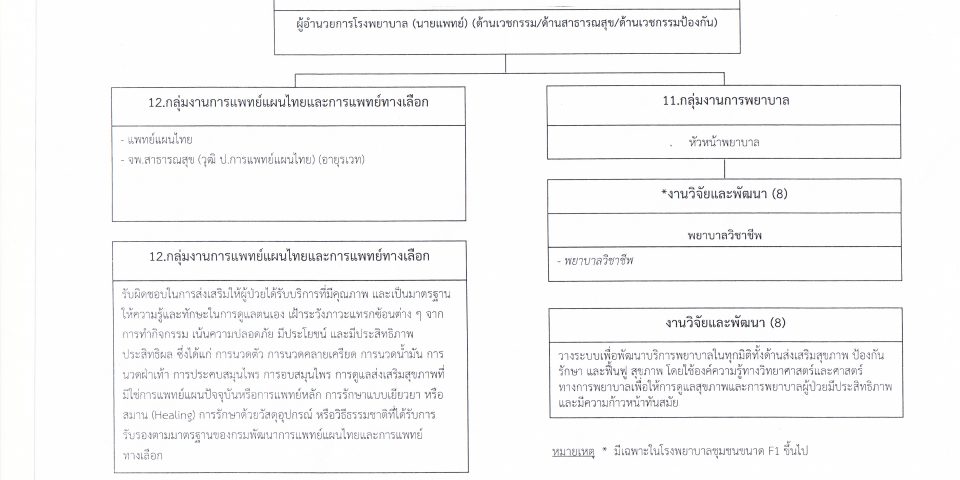 ผู้อำนวยการโรงพยาบาล (นายแพทย์) (ด้านเวชกรรม/ด้านสาธารณสุข/ด้านเวชกรรมป้องกัน)
12.กลุ่มงานการแพทย์แผนไทยและการแพทย์ทางเลือก
- แพทย์แผนไทย
- จพ.สาธารณสุข (วุฒิ ป.การแพทย์แผนไทย) (อายุรเวท)
11.กลุ่มงานการพยาบาล
หัวหน้าพยาบาล
*งานวิจัยและพัฒนา (8)
พยาบาลวิชาชีพ
- พยาบาลวิชาชีพ
12.กลุ่มงานการแพทย์แผนไทยและการแพทย์ทางเลือก
รับผิดชอบในการส่งเสริมให้ผู้ป่วยได้รับบริการที่มีคุณภาพ และเป็นมาตรฐาน
ให้ความรู้และทักษะในการดูแลตนเอง เฝ้าระวังภาวะแทรกซ้อนต่าง ๆ จาก
การทำกิจกรรม เน้นความปลอดภัย มีประโยชน์ และมีประสิทธิภาพ
ประสิทธิผล ซึ่งได้แก่ การนวดตัว การนวดคลายเครียด การนวดน้ำมัน การ
นวดฝ่าเท้า การประคบสมุนไพร การอบสมุนไพร การดูแลส่งเสริมสุขภาพที่
มิใช่การแพทย์แผนปัจจุบันหรือการแพทย์หลัก การรักษาแบบเยียวยา หรือ
สมาน (Healing) การรักษาด้วยวัสดุอุปกรณ์ หรือวิธีธรรมชาติที่ได้รับการ
รับรองตามมาตรฐานของกรมพัฒนาการแพทย์แผนไทยและการแพทย์
ทางเลือก
งานวิจัยและพัฒนา (8)
วางระบบเพื่อพัฒนาบริการพยาบาลในทุกมิติทั้งด้านส่งเสริมสุขภาพ ป้องกัน
รักษา และฟื้นฟู สุขภาพ โดยใช้องค์ความรู้ทางวิทยาศาสตร์และศาสตร์
ทางการพยาบาลเพื่อให้การดูแลสุขภาพและการพยาบาลผู้ป่วยมีประสิทธิภาพ
และมีความก้าวหน้าทันสมัย
หมายเหตุ * มีเฉพาะในโรงพยาบาลชุมชนขนาด F1 ขึ้นไป